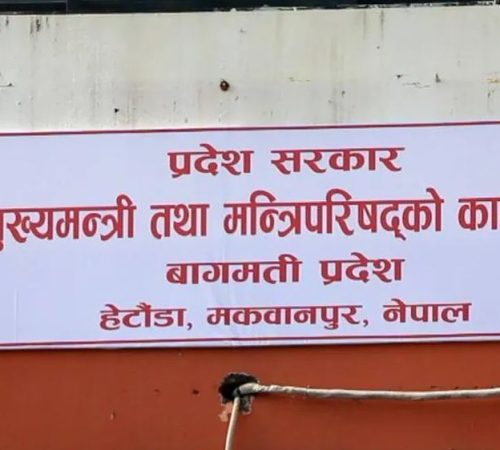 प्रदेश सरकार
मुख्यमन्त्री तथा मन्त्रिपरिषद्को का
बागमती प्रदेश
हेटौंडा, मकवानपुर, नेपाल